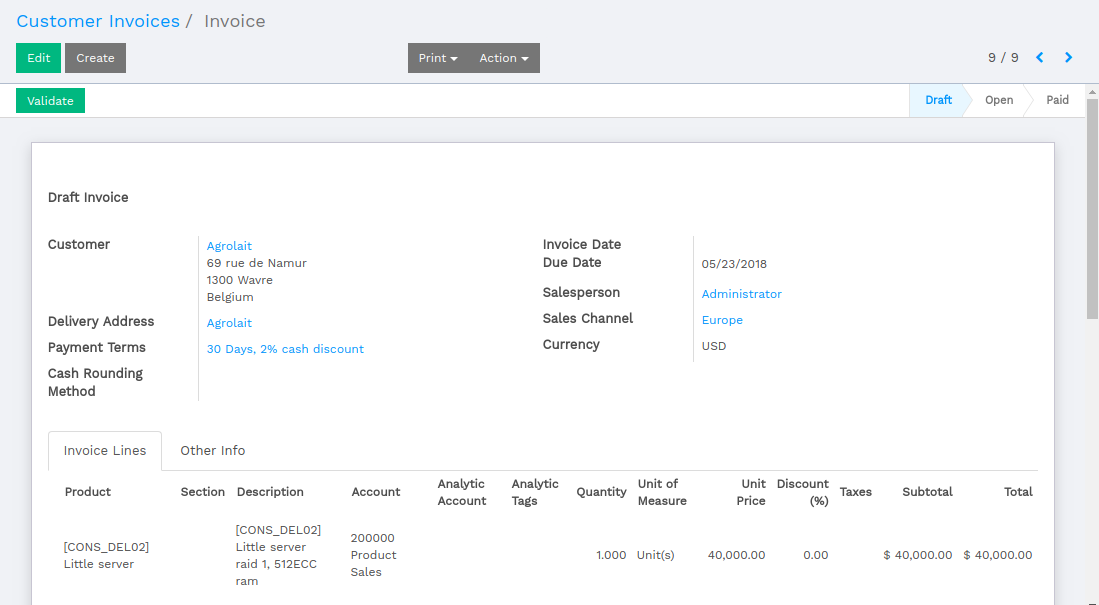 Customer Invoices / Invoice
Edit Create Print Action 9 / 9
Validate Draft Open Paid
Draft Invoice
Customer
Agrolait
69 rue de Namur
1300 Wavre
Belgium
Delivery Address Agrolait
Payment Terms 30 Days, 2% cash discount
Cash Rounding
Method
Invoice Date
Due Date 05/23/2018
Salesperson Administrator
Sales Channel Europe
Currency USD
Invoice Lines Other Info
Product Section Description Account Analytic Account Analytic Tags Quantity Unit of Measure Unit Price Discount (%) Taxes Subtotal Total
[CONS_DEL02] Little server [CONS_DEL02] Little server raid 1, 512ECC ram 200000 Product Sales 1.000 Unit(s) 40,000.00 0.00 $ 40,000.00 $ 40,000.00